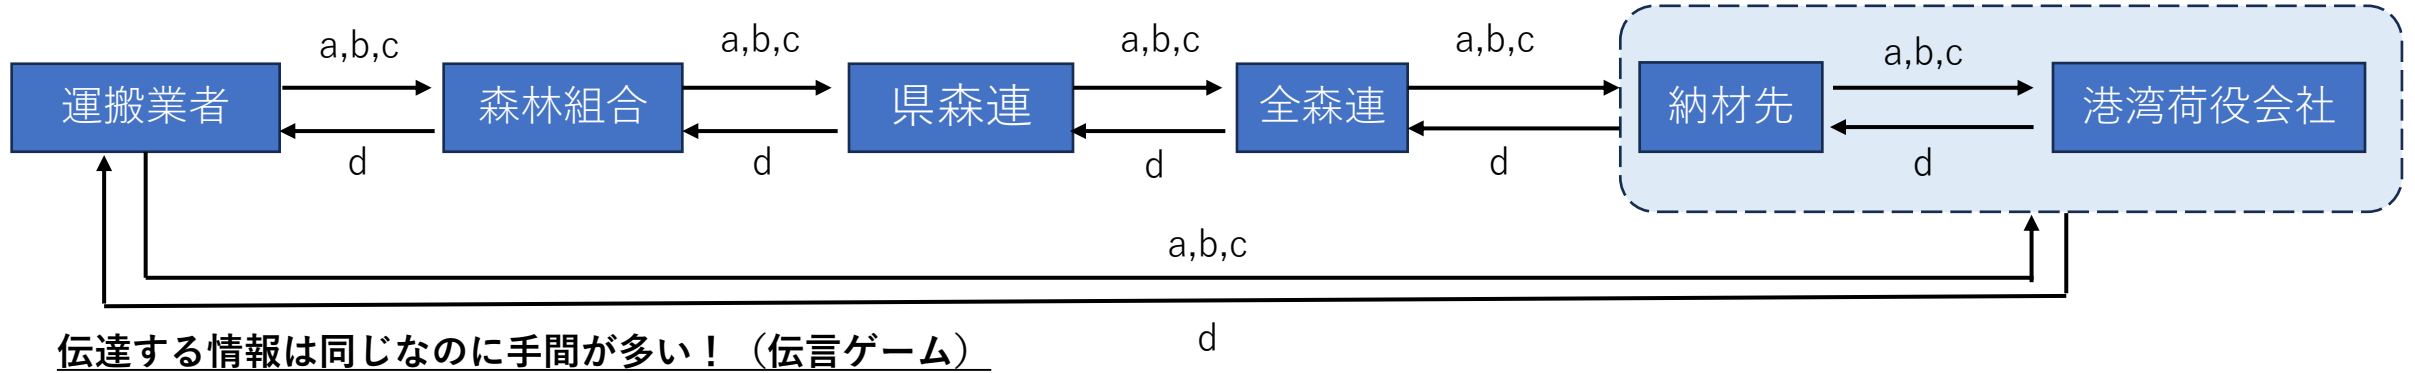 a,b,c
a,b,c
a,b,c
a,b,c
a,b,c
運搬業者
森林組合
県森連
全森連
納材先
港湾荷役会社
d
d
d
d
d
a,b,c
d
伝達する情報は同じなのに手間が多い！（伝言ゲーム）